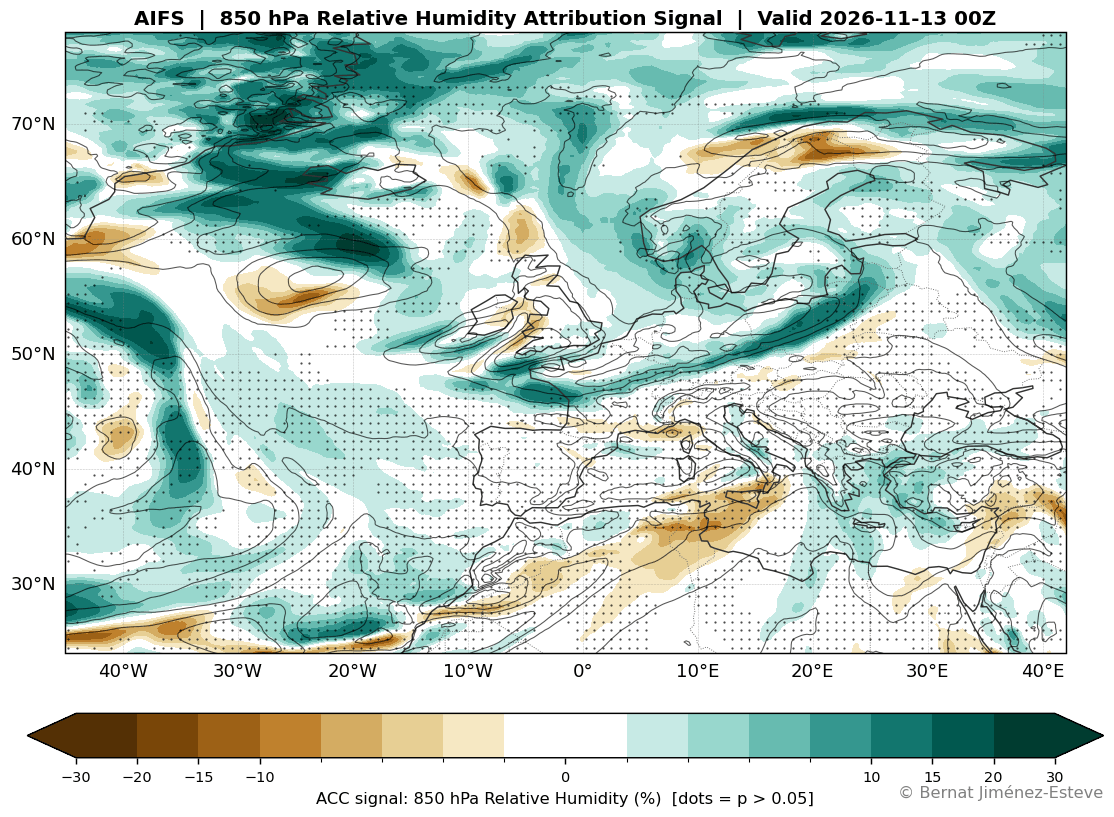 AIFS | 850 hPa Relative Humidity Attribution Signal | Valid 2026-11-13 00Z
70°N
60°N
50°N
40°N
30°N
40°W 30°W 20°W 10°W 0° 10°E 20°E 30°E 40°E
−30 −20 −15 −10 0 10 15 20 30
ACC signal: 850 hPa Relative Humidity (%) [dots = p > 0.05]
© Bernat Jiménez-Esteve